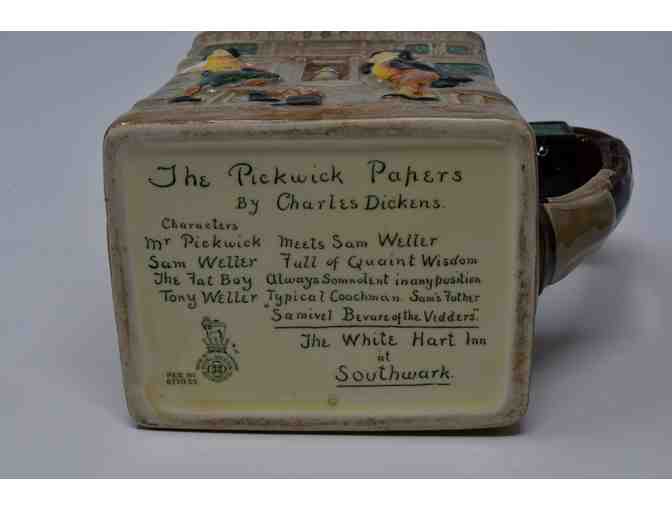 The Pickwick Papers
By Charles Dickens.
Characters
Mr Pickwick Meets Sam Weller
Sam Weller Full of Quaint Wisdom
The Fat Boy Always Somnolent in any position
Tony Weller Typical Coachman. Sam's Father
"Samivel Bevare of the Vidders".
The White Hart Inn
at
Southwark.